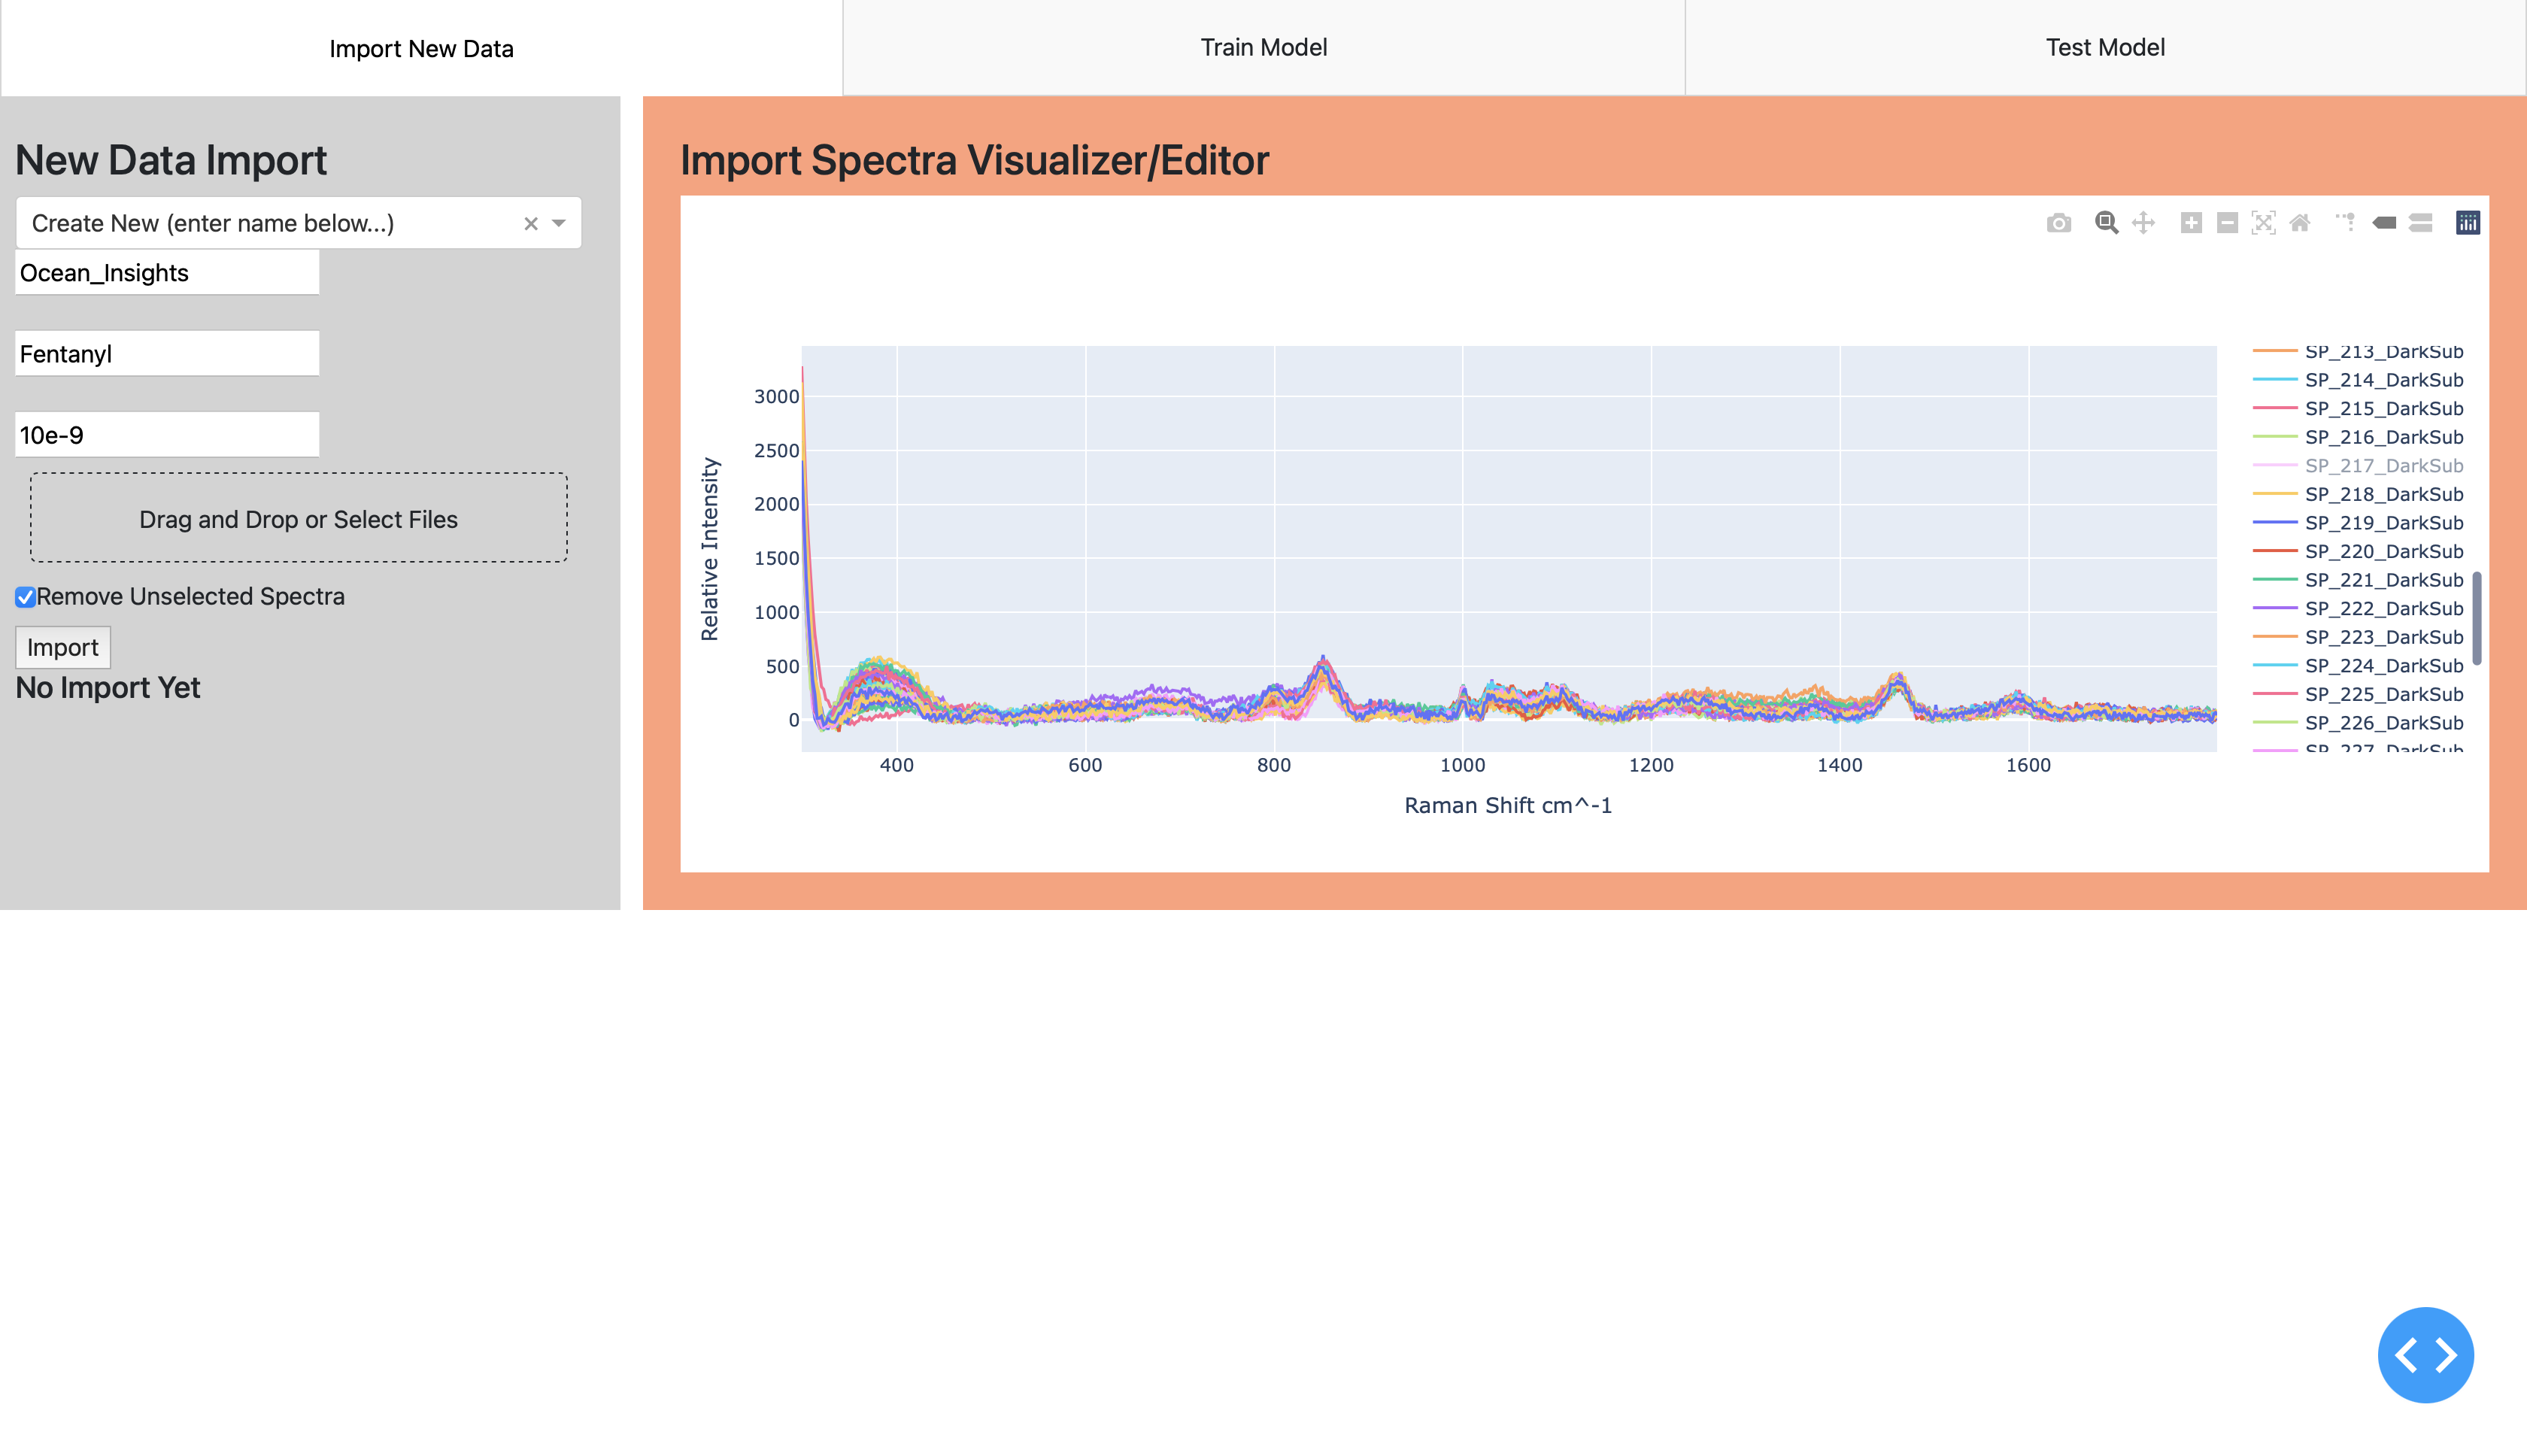 Import New Data
Train Model
Test Model
New Data Import
Create New (enter name below...)
Ocean_Insights
Fentanyl
10e-9
Drag and Drop or Select Files
Remove Unselected Spectra
Import
No Import Yet
Import Spectra Visualizer/Editor
3000
2500
2000
1500
1000
500
0
Relative Intensity
400 600 800 1000 1200 1400 1600
Raman Shift cm^-1
SP_213_DarkSub
SP_214_DarkSub
SP_215_DarkSub
SP_216_DarkSub
SP_217_DarkSub
SP_218_DarkSub
SP_219_DarkSub
SP_220_DarkSub
SP_221_DarkSub
SP_222_DarkSub
SP_223_DarkSub
SP_224_DarkSub
SP_225_DarkSub
SP_226_DarkSub
SP_227_DarkSub